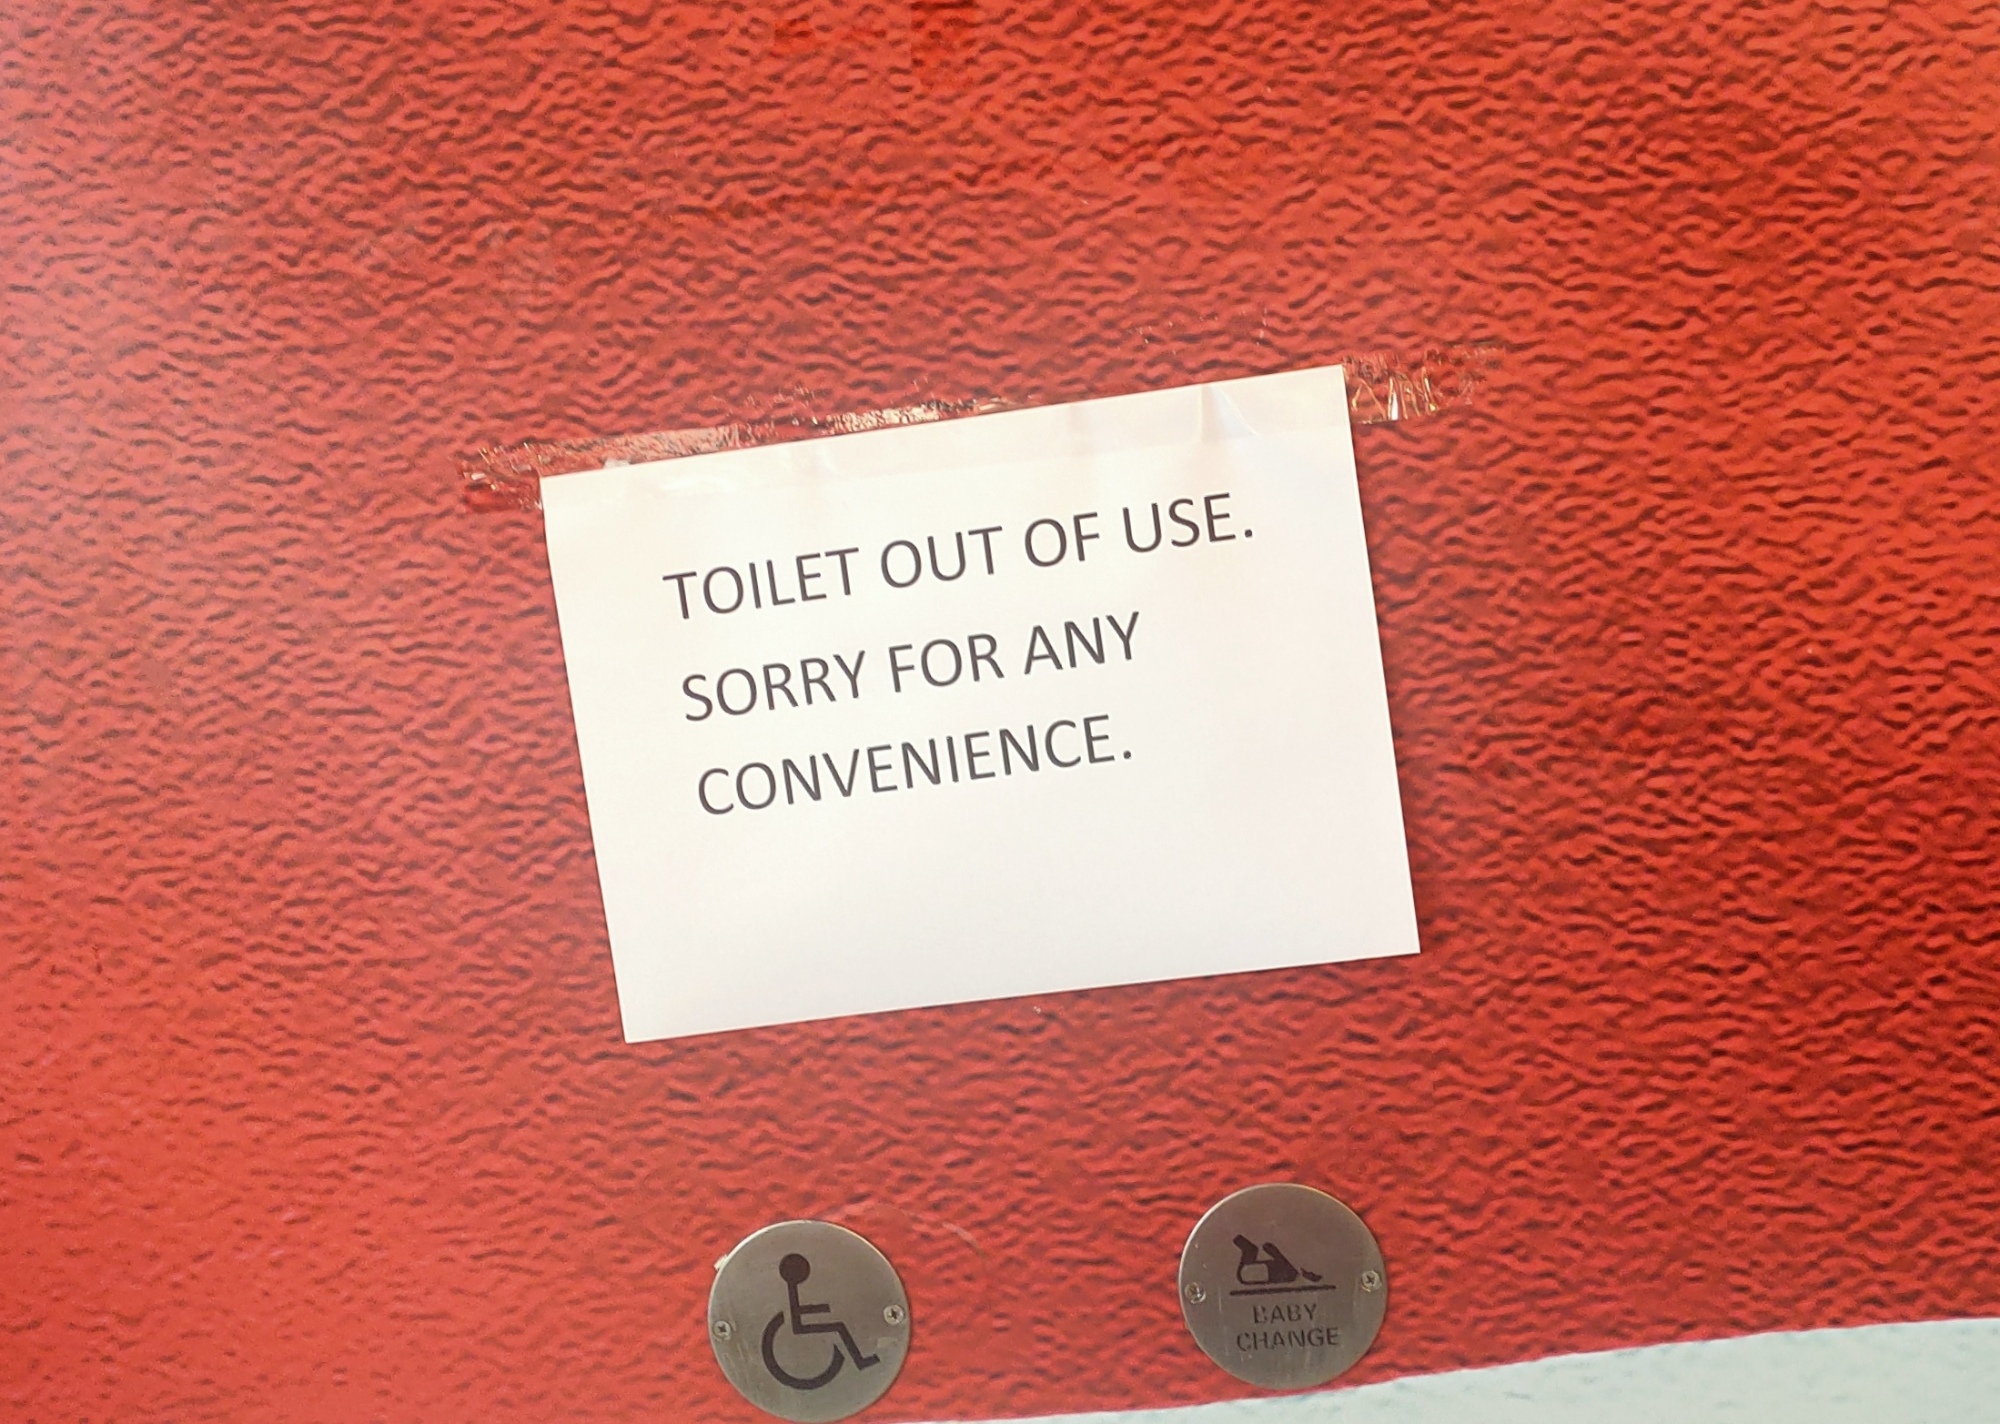 TOILET OUT OF USE.
SORRY FOR ANY
CONVENIENCE.
BABY
CHANGE